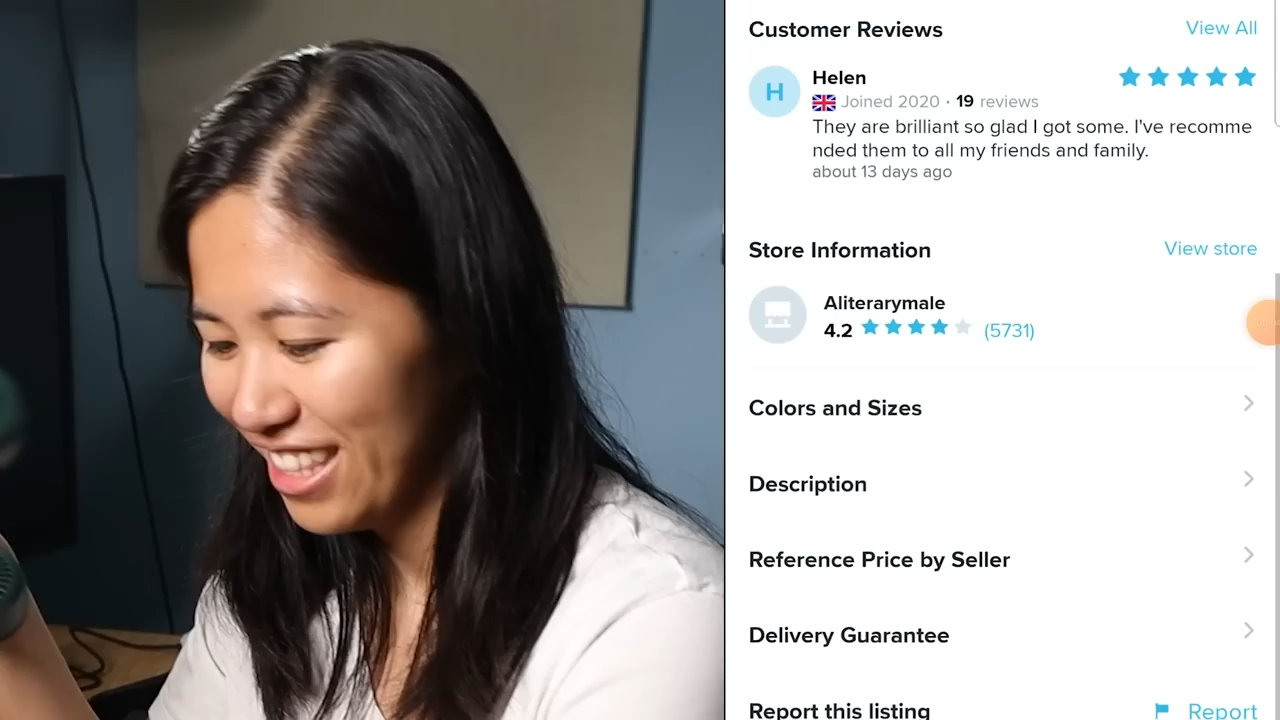 Customer Reviews
View All
H
Helen
Joined 2020 · 19 reviews
They are brilliant so glad I got some. I've recomme
nded them to all my friends and family.
about 13 days ago
Store Information
View store
Aliterarymale
4.2
(5731)
Colors and Sizes
Description
Reference Price by Seller
Delivery Guarantee
Report this listing
Report